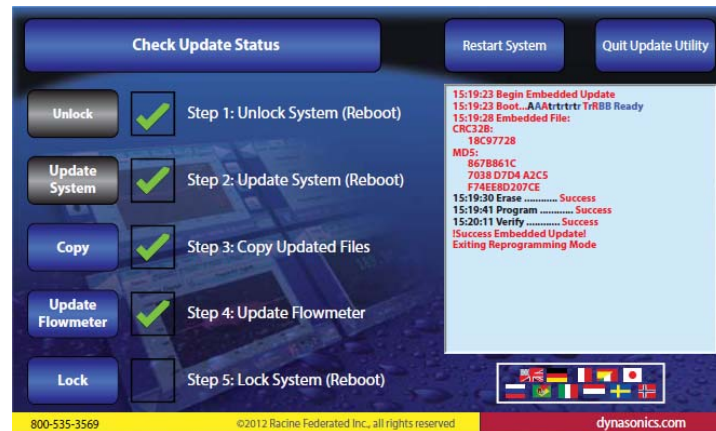 Check Update Status
Restart System
Quit Update Utility
Unlock
Step 1: Unlock System (Reboot)
Update
System
Step 2: Update System (Reboot)
Copy
Step 3: Copy Updated Files
Update
Flowmeter
Step 4: Update Flowmeter
Lock
Step 5: Lock System (Reboot)
15:19:23 Begin Embedded Update
15:19:23 Boot...AAAtrtrtrtr TrRBB Ready
15:19:28 Embedded File:
CRC32B:
18C97728
MD5:
867B861C
7038 D7D4 A2C5
F74EE8D207CE
15:19:30 Erase ............ Success
15:19:41 Program ............ Success
15:20:11 Verify ............ Success
!Success Embedded Update!
Exiting Reprogramming Mode
800-535-3569
©2012 Racine Federated Inc., all rights reserved
dynasonics.com